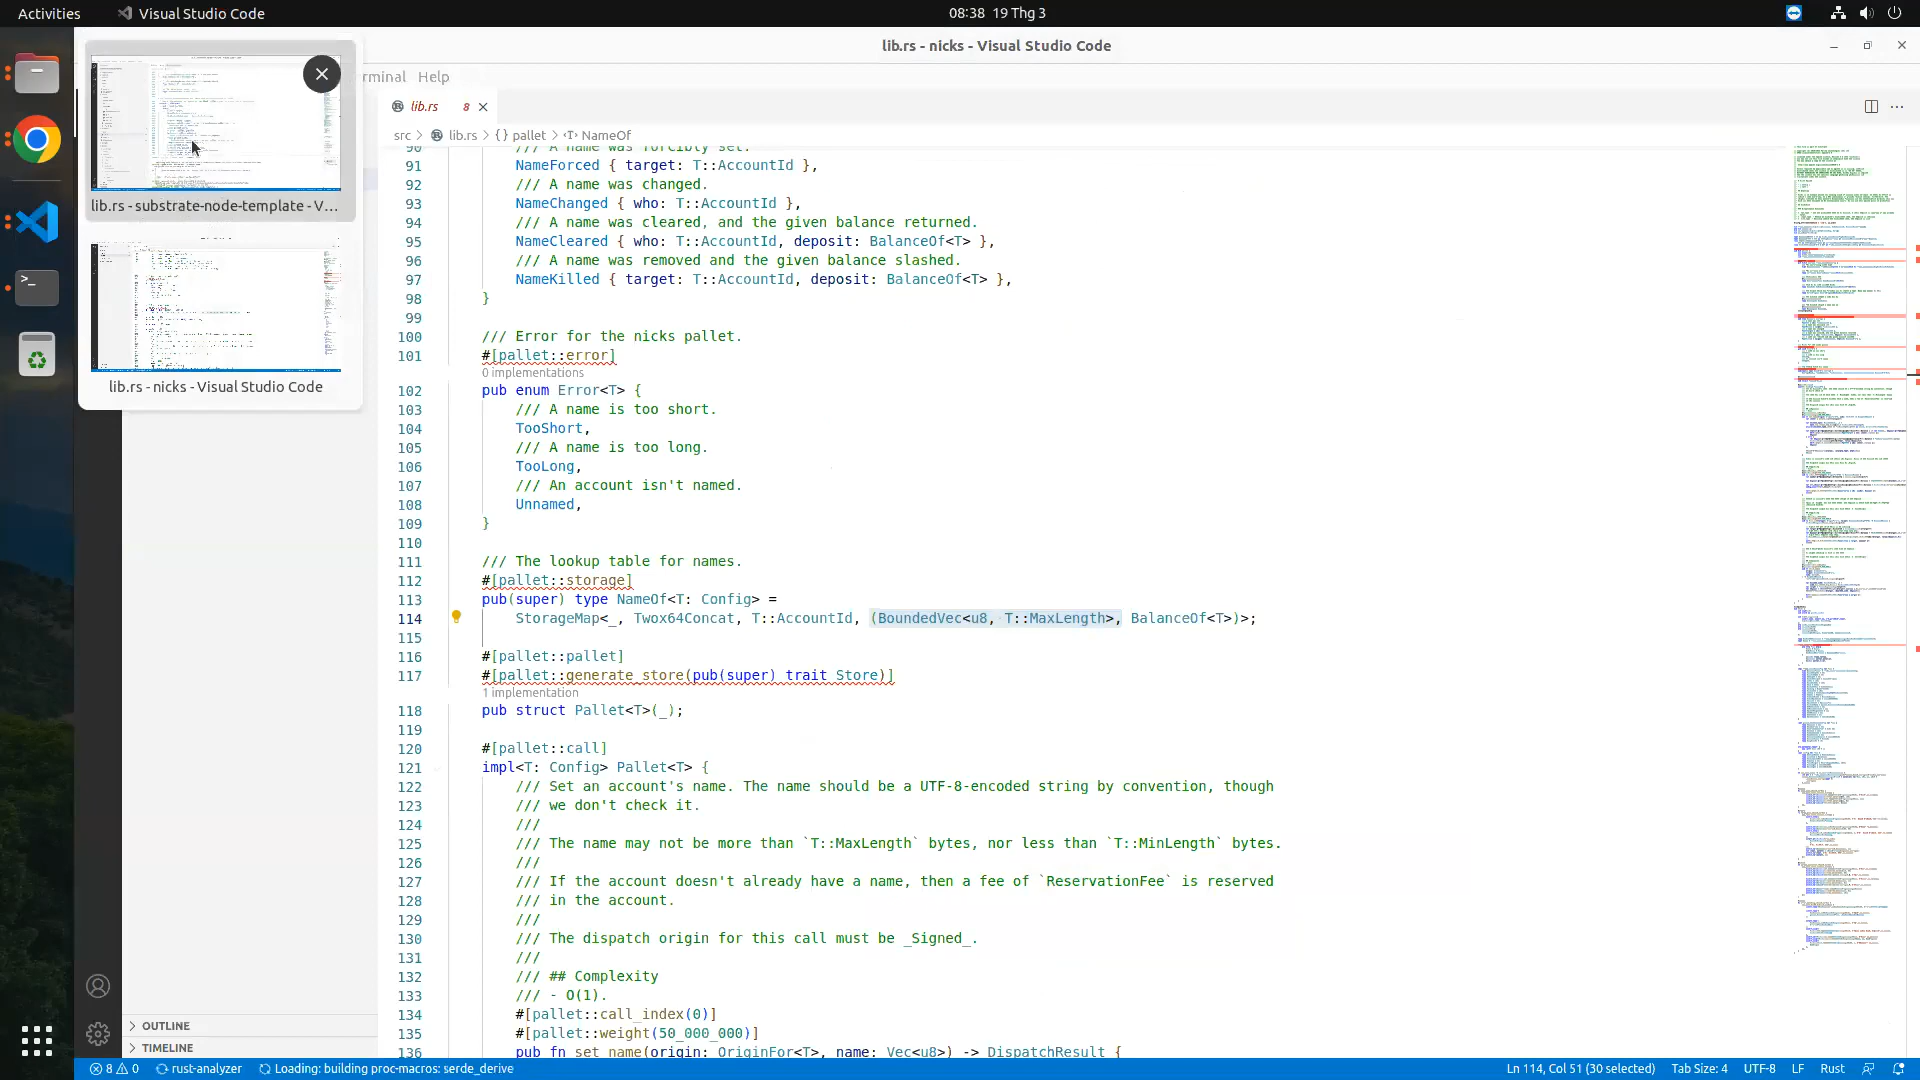 Activities
Visual Studio Code
08:38 19 Thg 3
lib.rs - nicks - Visual Studio Code
lib.rs - substrate-node-template - V...
lib.rs - nicks - Visual Studio Code
rminal Help
lib.rs 8
src > lib.rs > {} pallet > NameOf
90 /// A name was forcibly set.
91 NameForced { target: T::AccountId },
92 /// A name was changed.
93 NameChanged { who: T::AccountId },
94 /// A name was cleared, and the given balance returned.
95 NameCleared { who: T::AccountId, deposit: BalanceOf<T> },
96 /// A name was removed and the given balance slashed.
97 NameKilled { target: T::AccountId, deposit: BalanceOf<T> },
98 }
99
100 /// Error for the nicks pallet.
101 #[pallet::error]
0 implementations
102 pub enum Error<T> {
103 /// A name is too short.
104 TooShort,
105 /// A name is too long.
106 TooLong,
107 /// An account isn't named.
108 Unnamed,
109 }
110
111 /// The lookup table for names.
112 #[pallet::storage]
113 pub(super) type NameOf<T: Config> =
114 StorageMap<_, Twox64Concat, T::AccountId, (BoundedVec<u8, T::MaxLength>, BalanceOf<T>)>;
115
116 #[pallet::pallet]
117 #[pallet::generate_store(pub(super) trait Store)]
1 implementation
118 pub struct Pallet<T>(_);
119
120 #[pallet::call]
121 impl<T: Config> Pallet<T> {
122 /// Set an account's name. The name should be a UTF-8-encoded string by convention, though
123 /// we don't check it.
124 ///
125 /// The name may not be more than `T::MaxLength` bytes, nor less than `T::MinLength` bytes.
126 ///
127 /// If the account doesn't already have a name, then a fee of `ReservationFee` is reserved
128 /// in the account.
129 ///
130 /// The dispatch origin for this call must be _Signed_.
131 ///
132 /// ## Complexity
133 /// - O(1).
134 #[pallet::call_index(0)]
135 #[pallet::weight(50_000_000)]
136 pub fn set_name(origin: OriginFor<T>, name: Vec<u8>) -> DispatchResult {
OUTLINE
TIMELINE
8 0 rust-analyzer Loading: building proc-macros: serde_derive
Ln 114, Col 51 (30 selected) Tab Size: 4 UTF-8 LF Rust